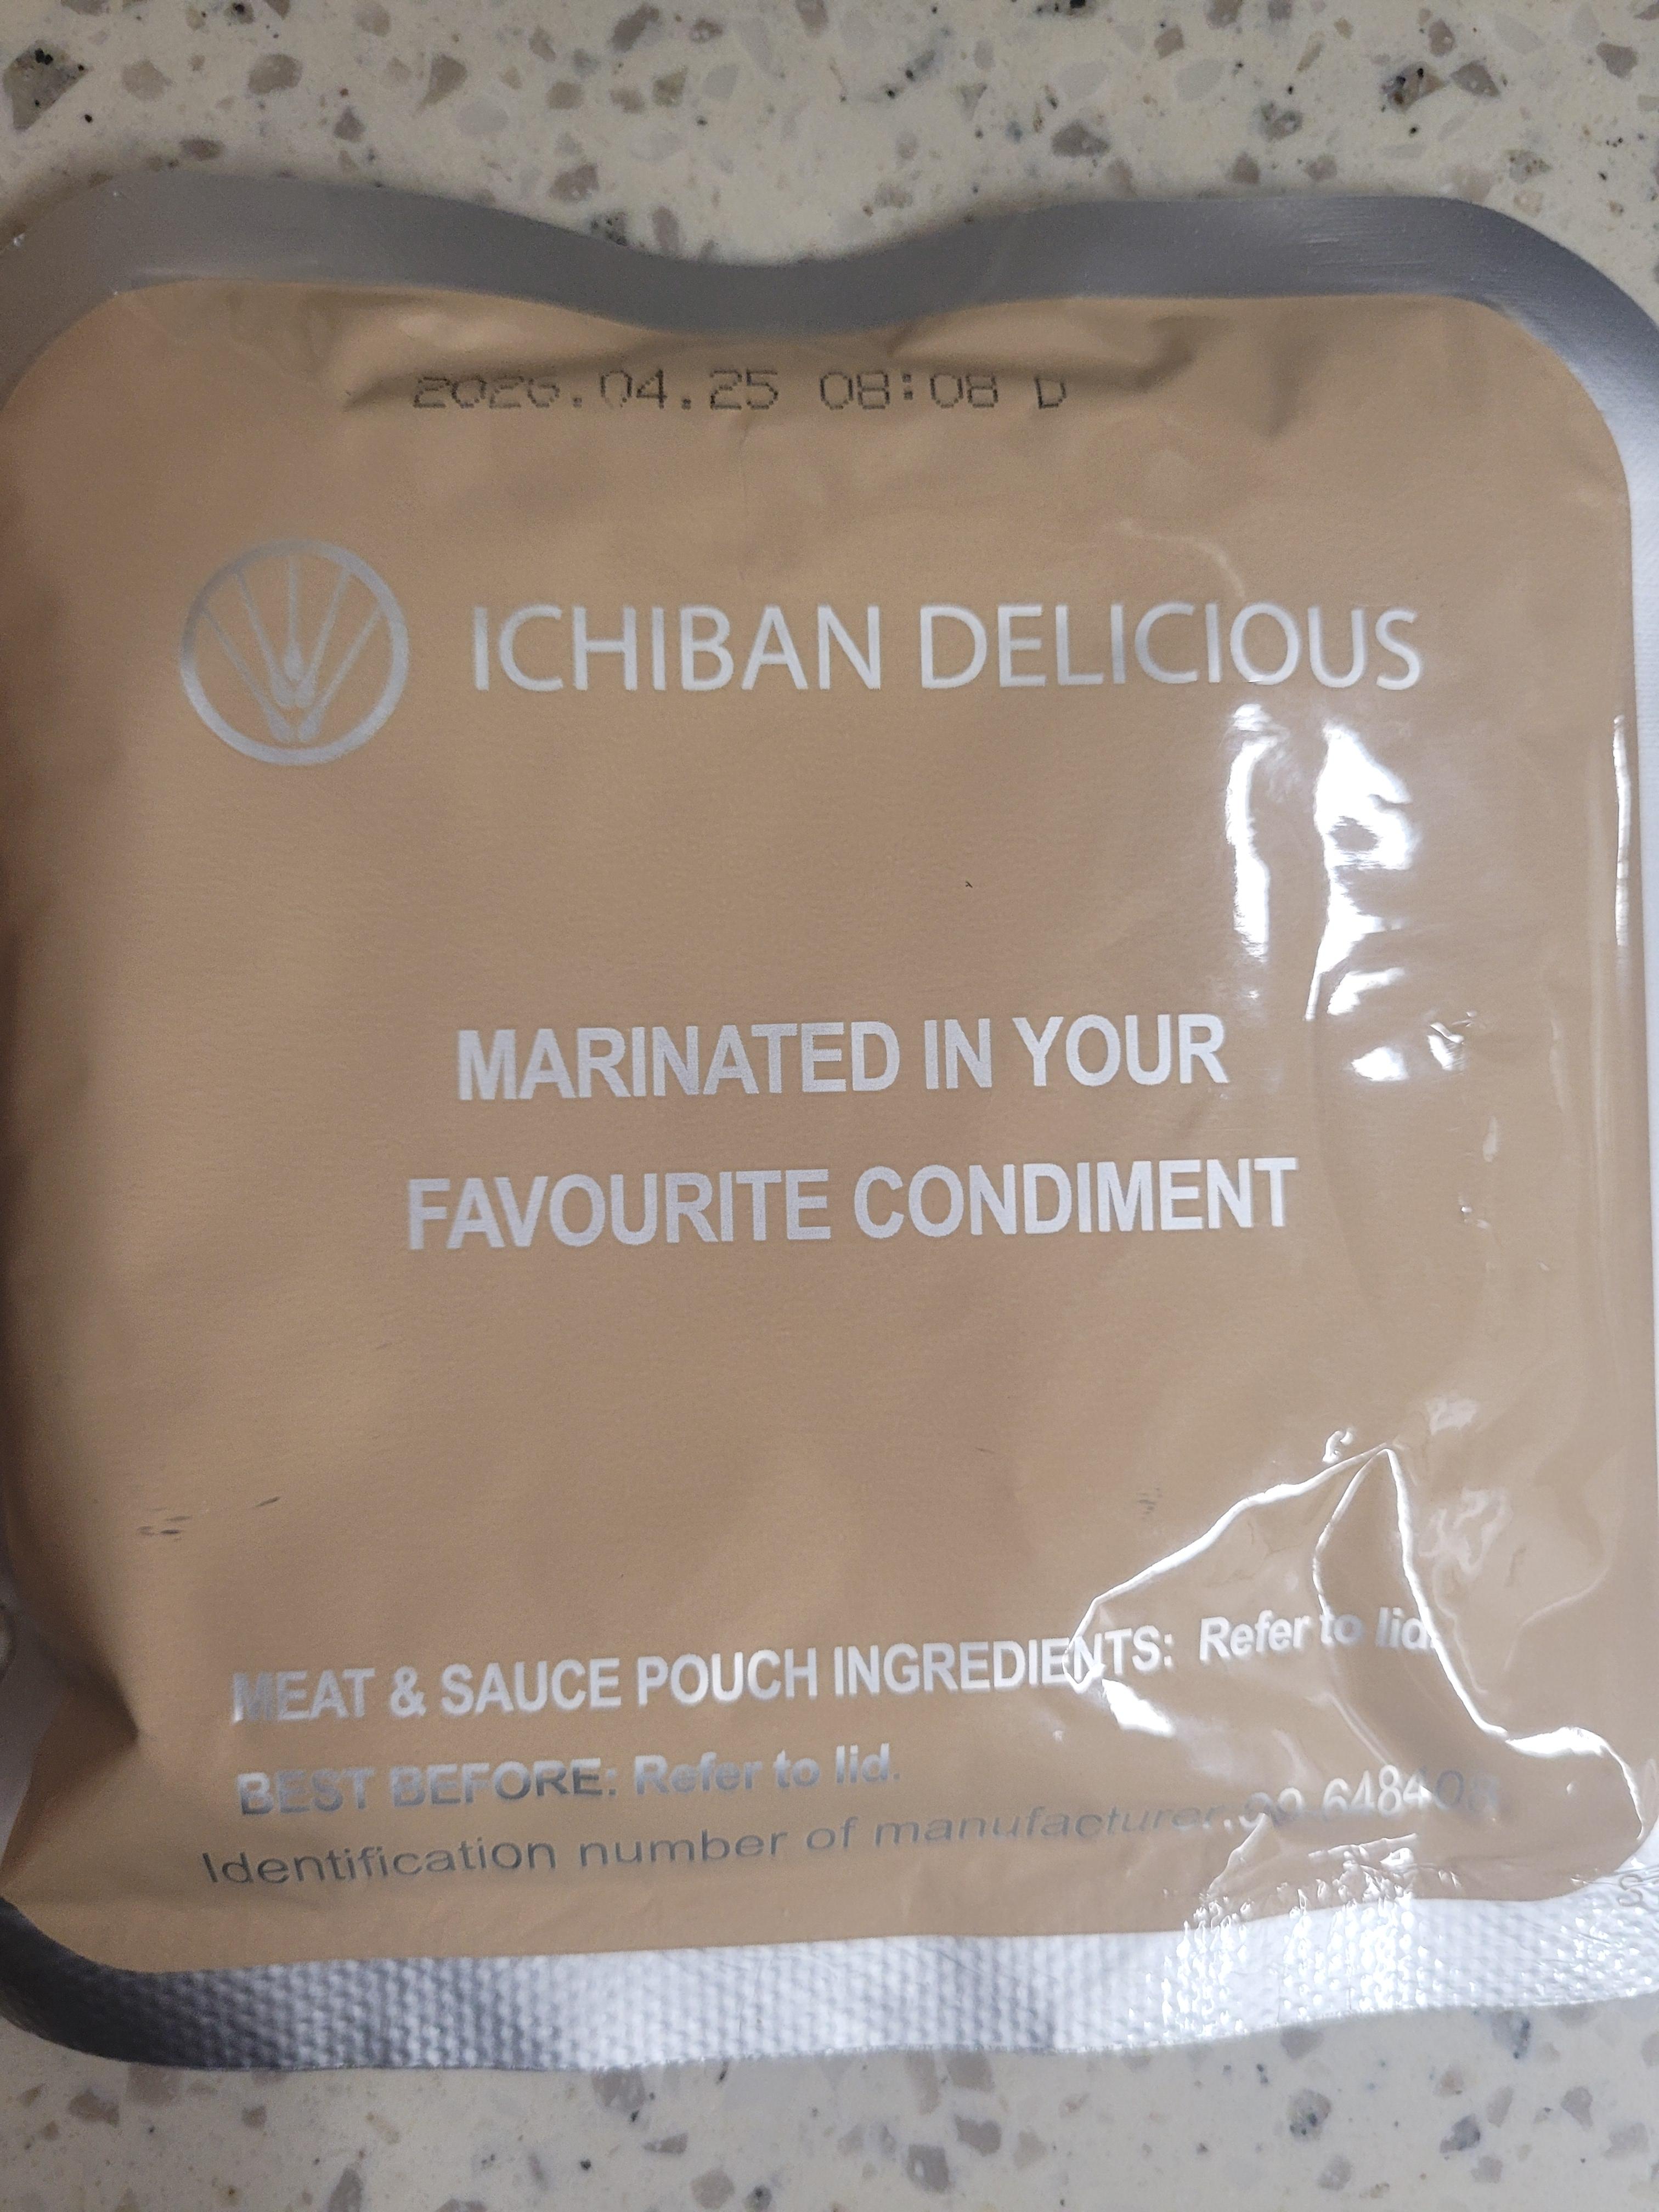 2026.04.25 08:08 D
ICHIBAN DELICIOUS
MARINATED IN YOUR
FAVOURITE CONDIMENT
MEAT & SAUCE POUCH INGREDIENTS: Refer to lid.
BEST BEFORE: Refer to lid.
Identification number of manufacturer.